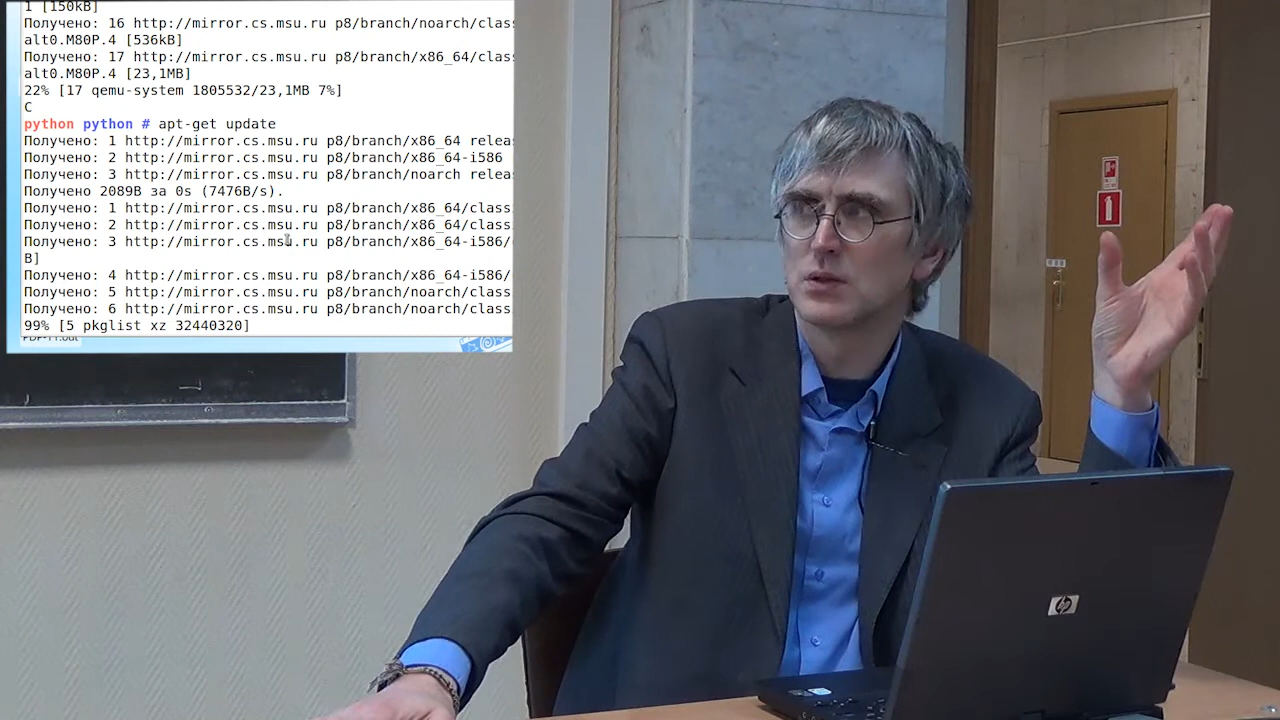 1 [150kB]
Получено: 16 http://mirror.cs.msu.ru p8/branch/noarch/class
alt0.M80P.4 [536kB]
Получено: 17 http://mirror.cs.msu.ru p8/branch/x86_64/class
alt0.M80P.4 [23,1MB]
22% [17 qemu-system 1805532/23,1MB 7%]
C
python python # apt-get update
Получено: 1 http://mirror.cs.msu.ru p8/branch/x86_64 relea
Получено: 2 http://mirror.cs.msu.ru p8/branch/x86_64-i586
Получено: 3 http://mirror.cs.msu.ru p8/branch/noarch relea
Получено 2089B за 0s (7476B/s).
Получено: 1 http://mirror.cs.msu.ru p8/branch/x86_64/class
Получено: 2 http://mirror.cs.msu.ru p8/branch/x86_64/class
Получено: 3 http://mirror.cs.msu.ru p8/branch/x86_64-i586/
B]
Получено: 4 http://mirror.cs.msu.ru p8/branch/x86_64-i586/
Получено: 5 http://mirror.cs.msu.ru p8/branch/noarch/class
Получено: 6 http://mirror.cs.msu.ru p8/branch/noarch/class
99% [5 pkglist xz 32440320]
PDP-11.odt
hp